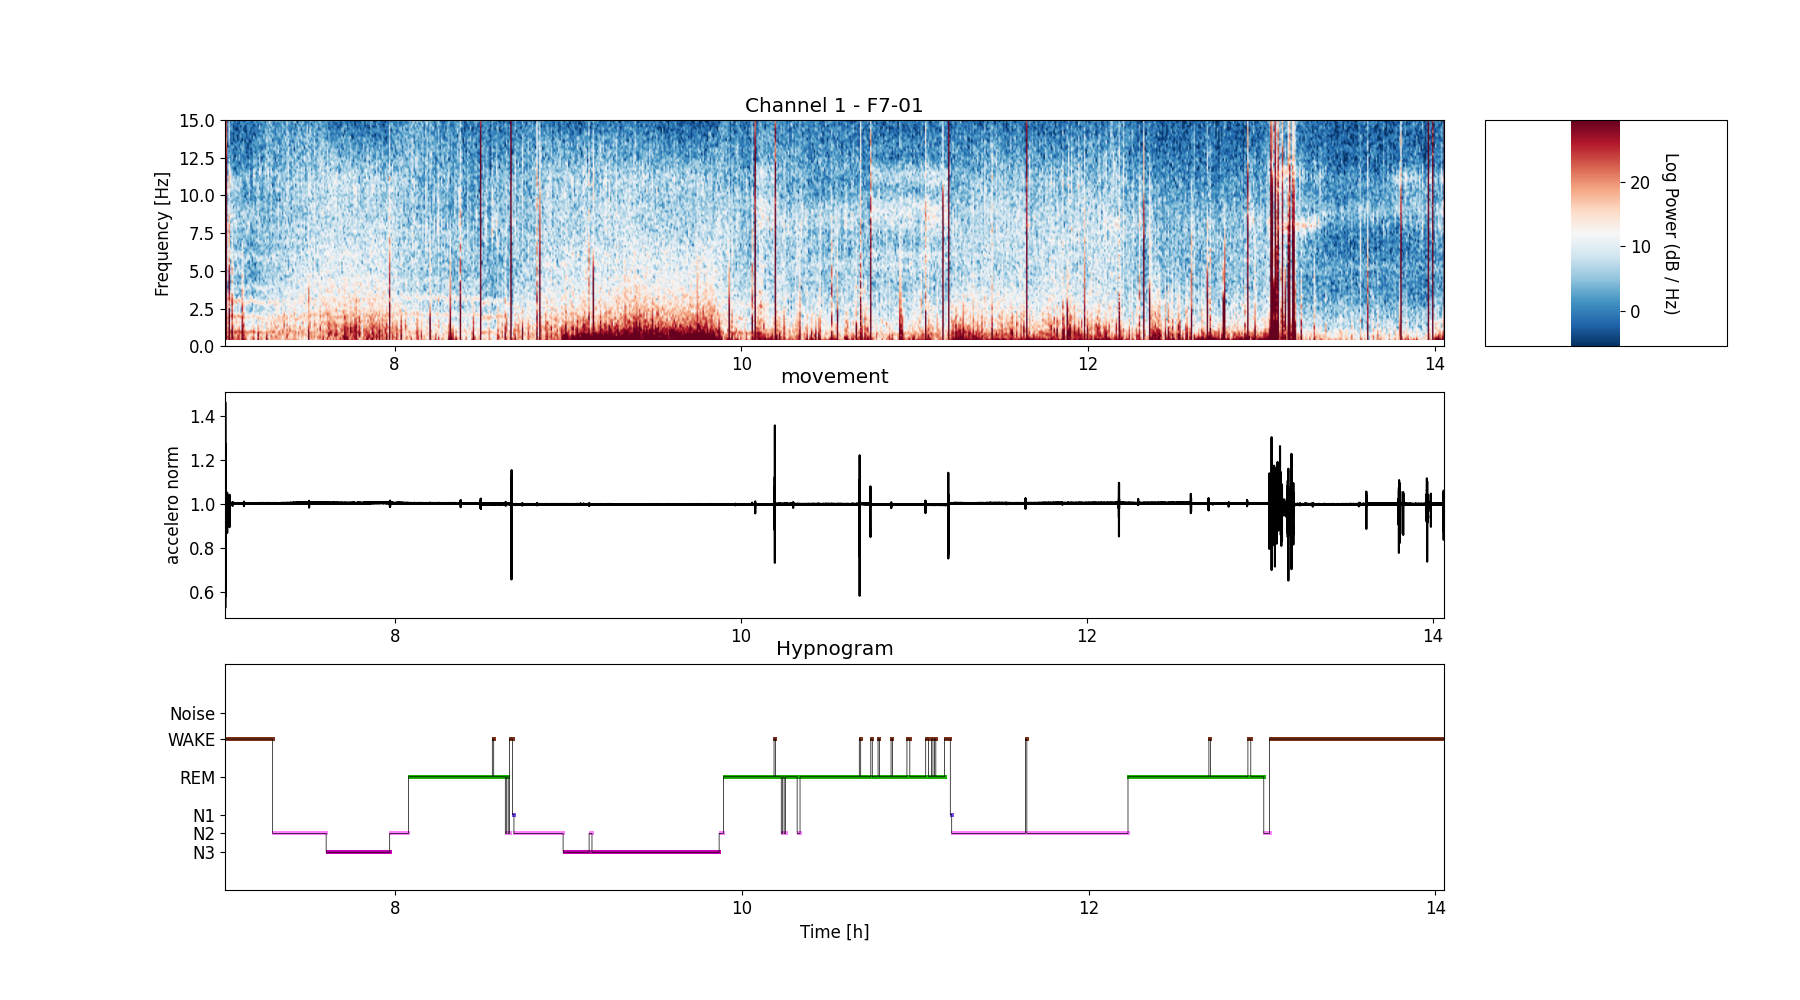 Channel 1 - F7-01
15.0
12.5
10.0
7.5
5.0
2.5
0.0
Frequency [Hz]
8 10 12 14
20
10
0
Log Power (dB / Hz)
movement
1.4
1.2
1.0
0.8
0.6
accelero norm
8 10 12 14
Hypnogram
Noise
WAKE
REM
N1
N2
N3
8 10 12 14
Time [h]